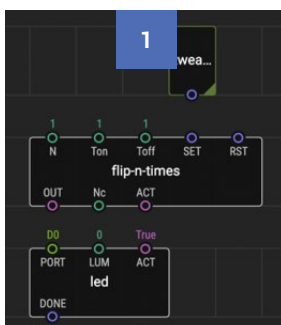 1
wea...
1 1 1
N Ton Toff SET RST
flip-n-times
OUT Nc ACT
D0 0 True
PORT LUM ACT
led
DONE